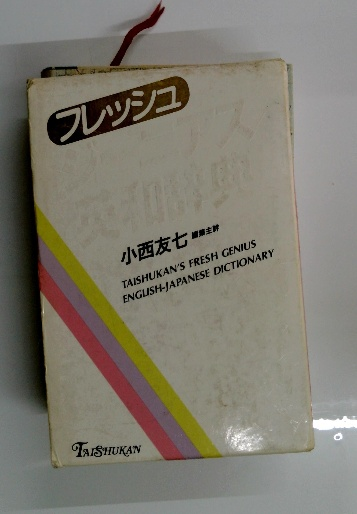 フレッシュ
小西友七 編集主幹
TAISHUKAN'S FRESH GENIUS
ENGLISH-JAPANESE DICTIONARY
TAISHUKAN